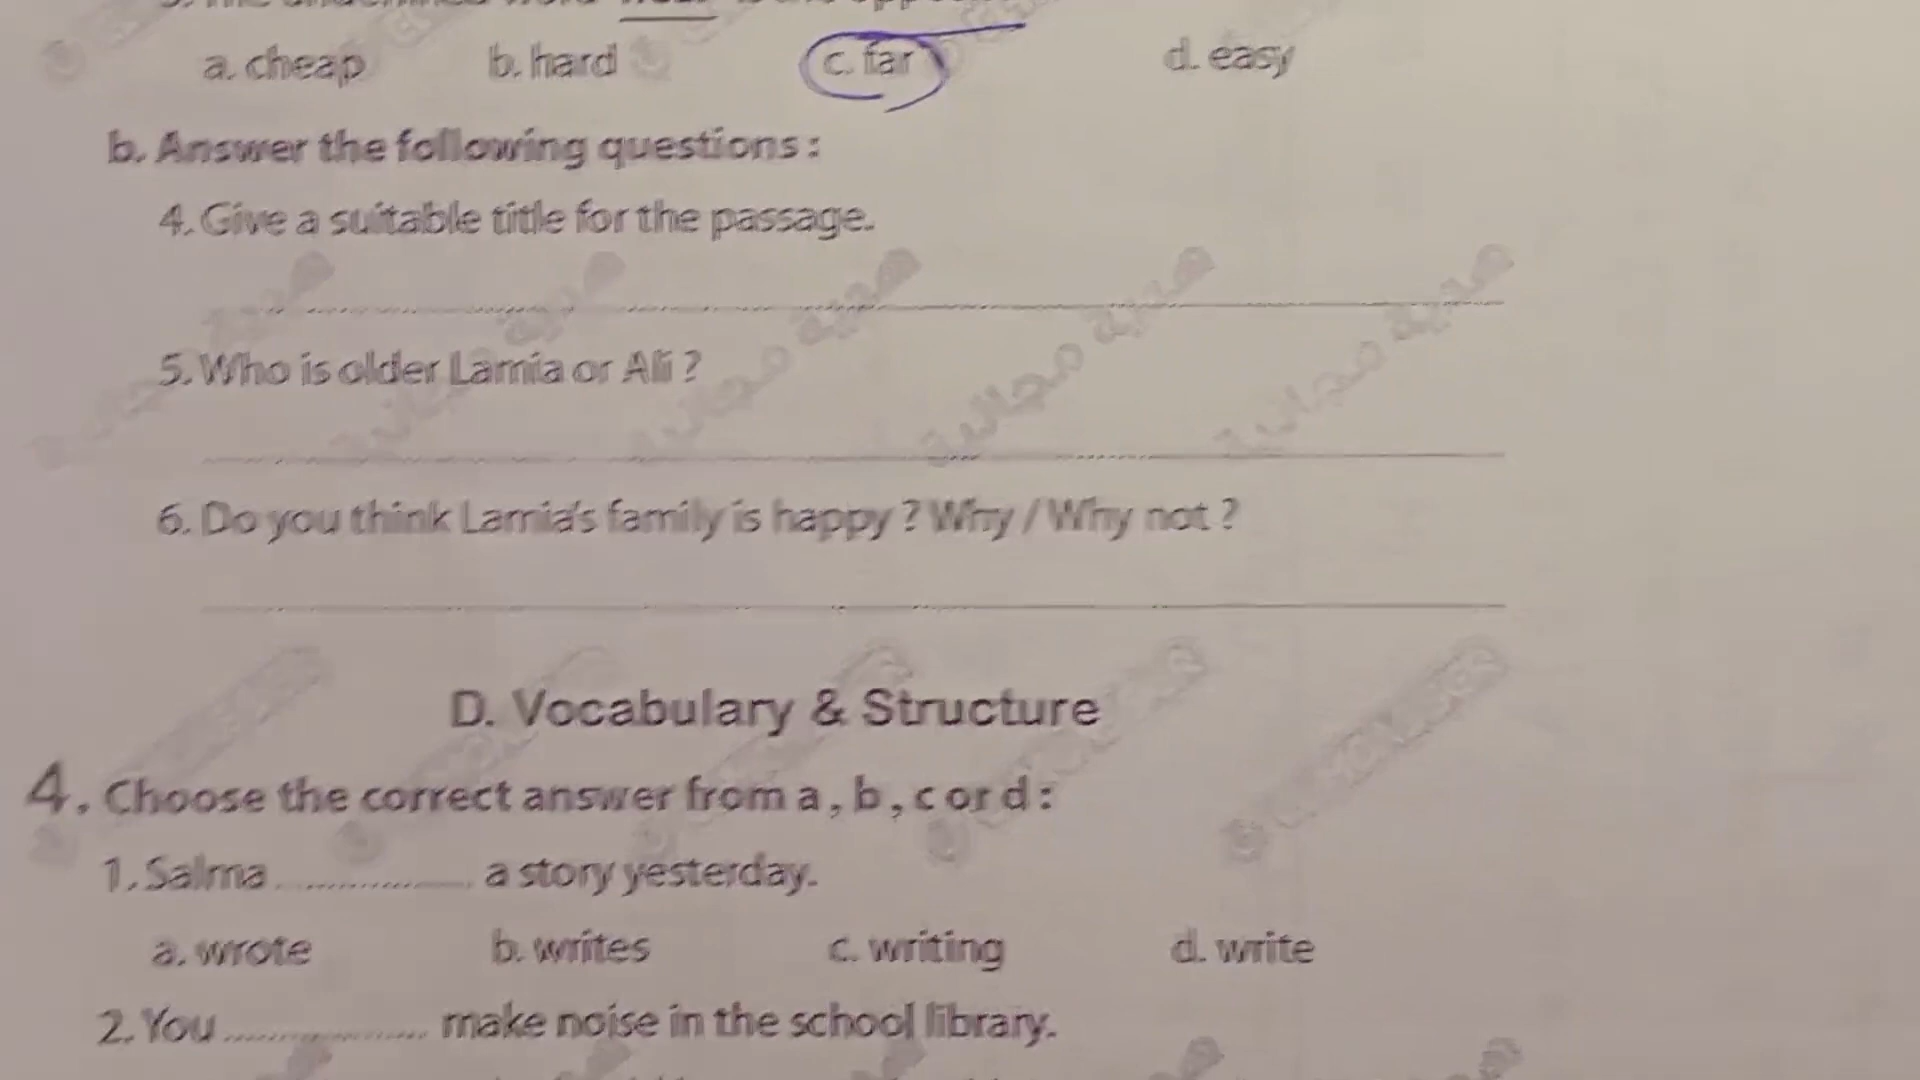 a. cheap b. hard c. far d. easy
b. Answer the following questions :
4. Give a suitable title for the passage.
5. Who is older Lamia or Ali ?
6. Do you think Lamia's family is happy ? Why / Why not ?
D. Vocabulary & Structure
4. Choose the correct answer from a , b , c or d :
1. Salma ............... a story yesterday.
a. wrote b. writes c. writing d. write
2. You ............... make noise in the school library.